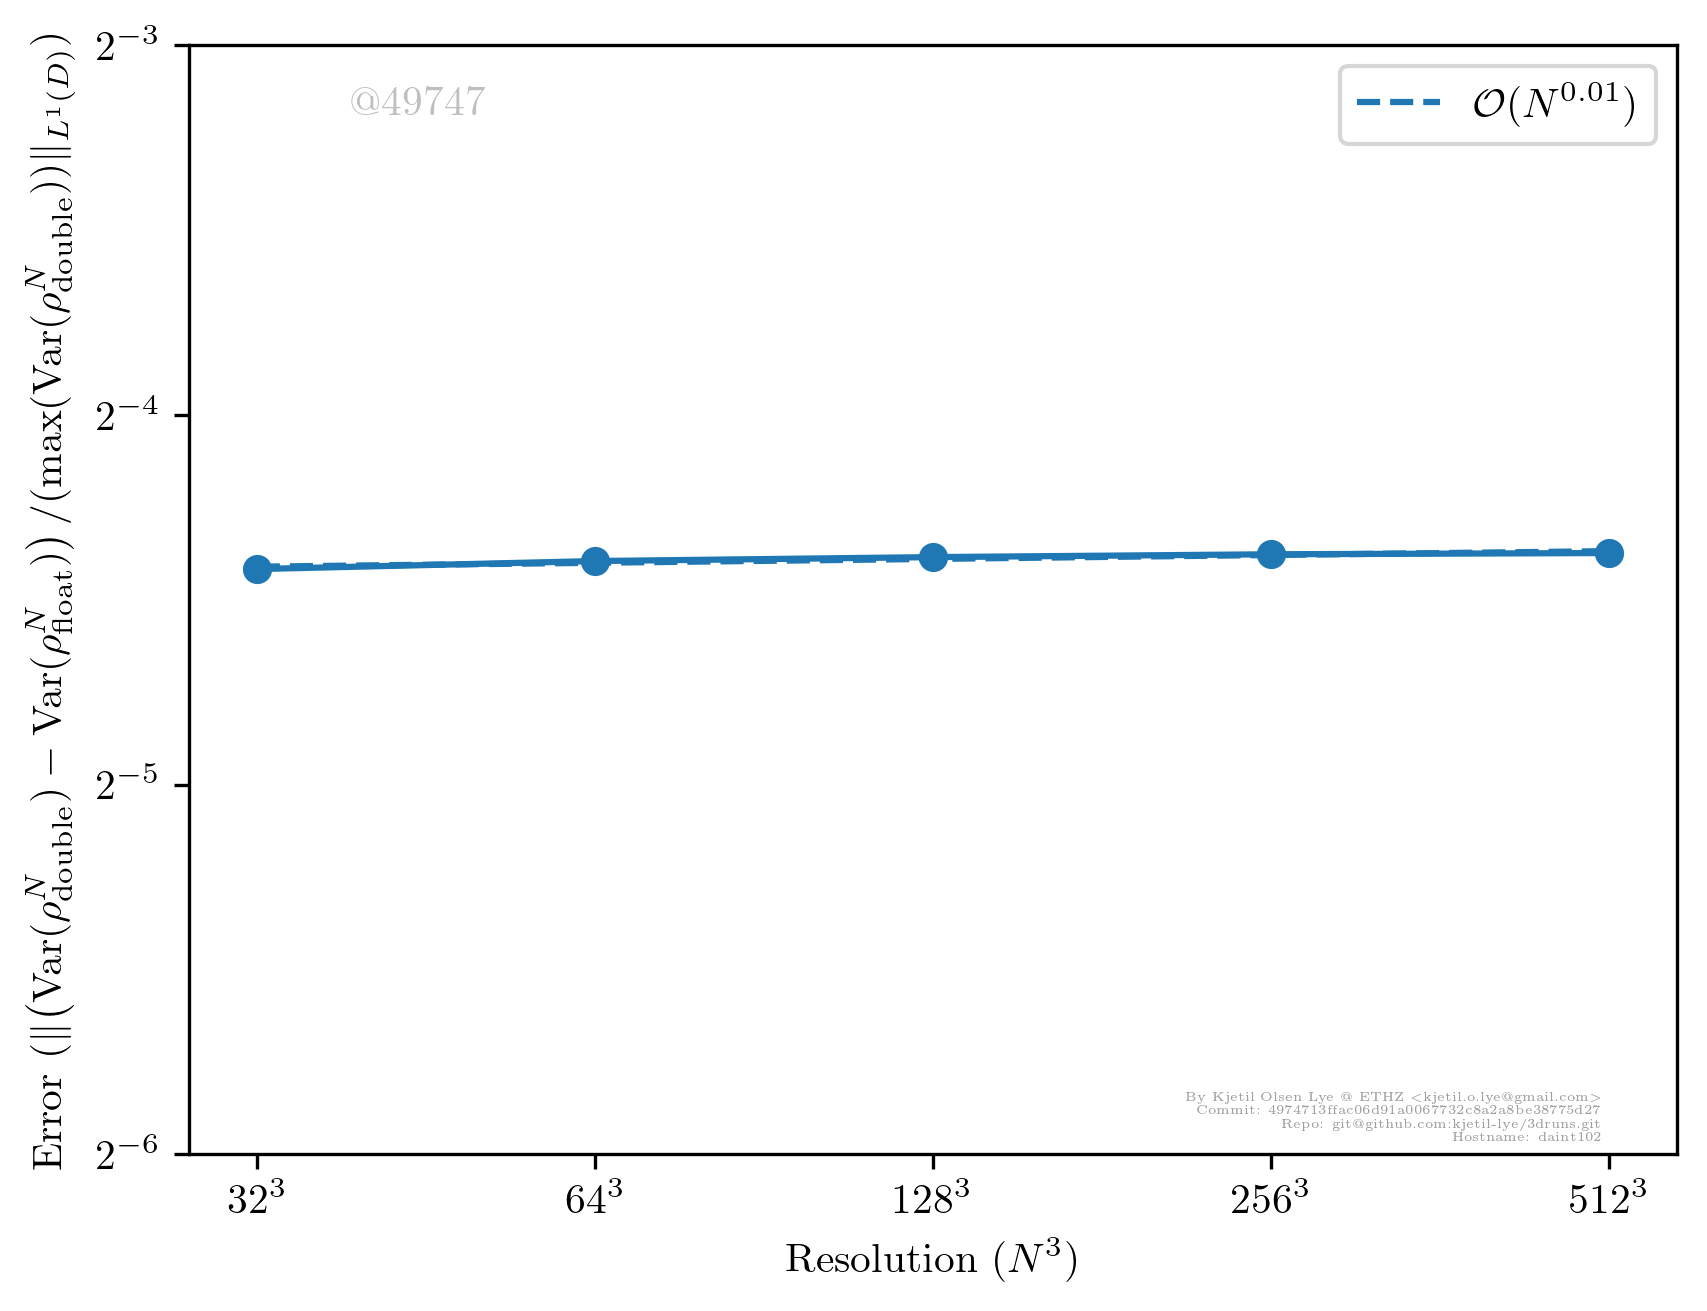 Error (‖(Var(ρ^N_double) − Var(ρ^N_float))) /(max(Var(ρ^N_double)))‖_{L^1(D)})
2^{−3}
2^{−4}
2^{−5}
2^{−6}
@49747
𝒪(N^{0.01})
By Kjetil Olsen Lye @ ETHZ <kjetil.o.lye@gmail.com>
Commit: 4974713ffac06d91a0067732c8a2a8be38775d27
Repo: git@github.com:kjetil-lye/3druns.git
Hostname: daint102
32^3 64^3 128^3 256^3 512^3
Resolution (N^3)